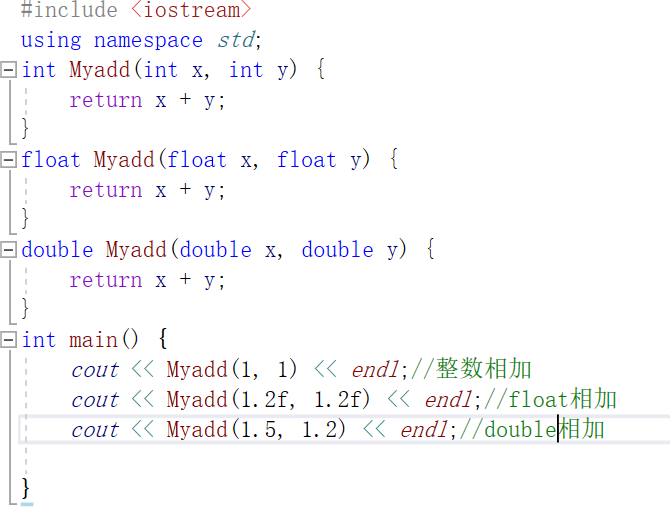 #include <iostream>
using namespace std;
int Myadd(int x, int y) {
    return x + y;
}
float Myadd(float x, float y) {
    return x + y;
}
double Myadd(double x, double y) {
    return x + y;
}
int main() {
    cout << Myadd(1, 1) << endl;//整数相加
    cout << Myadd(1.2f, 1.2f) << endl;//float相加
    cout << Myadd(1.5, 1.2) << endl;//double相加
}